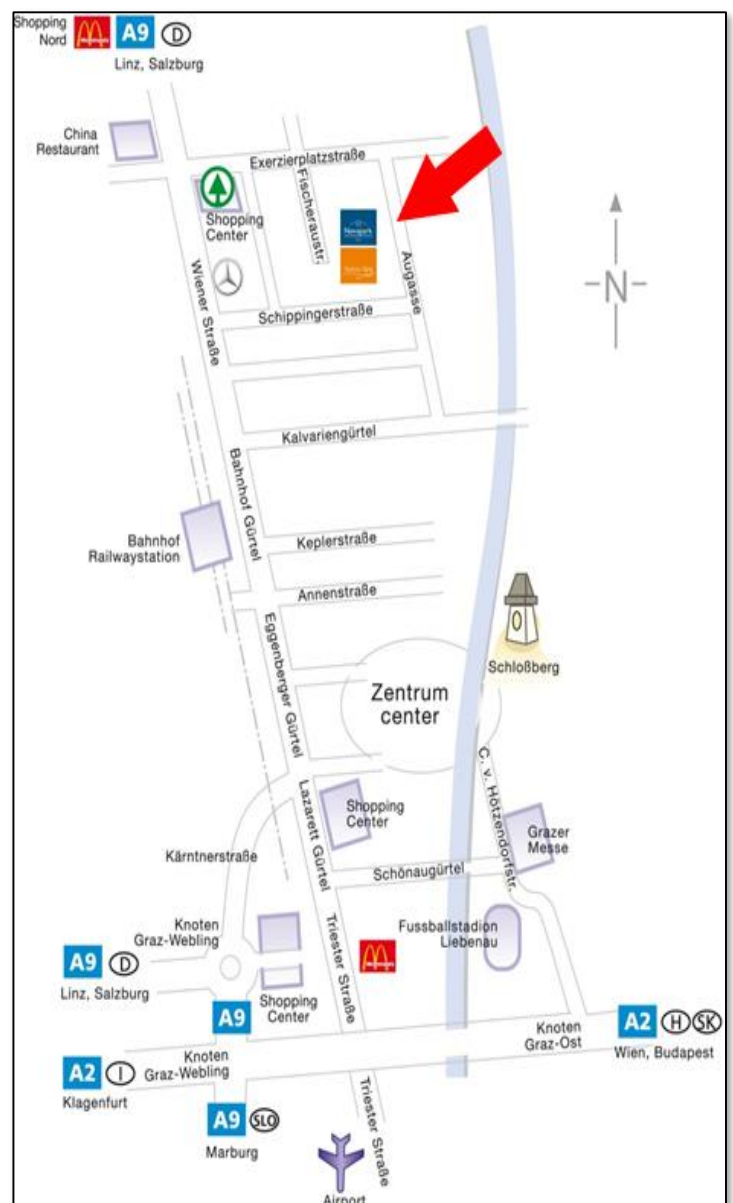 Shopping
Nord
A9
D
Linz, Salzburg
China
Restaurant
Exerzierplatzstraße
Fischeraustr.
Shopping
Center
Novapark
Augasse
Wiener Straße
Schippingerstraße
N
Kalvariengürtel
Bahnhof Gürtel
Bahnhof
Railwaystation
Keplerstraße
Annenstraße
Eggenberger Gürtel
Schloßberg
Zentrum
center
C. v. Hötzendorfstr.
Lazarett Gürtel
Shopping
Center
Grazer
Messe
Kärntnerstraße
Schönaugürtel
Knoten
Graz-Webling
Triester Straße
Fussballstadion
Liebenau
A9
D
Linz, Salzburg
Shopping
Center
A9
Knoten
Graz-Ost
A2
H
SK
Wien, Budapest
A2
I
Klagenfurt
Knoten
Graz-Webling
A9
SLO
Marburg
Triester Straße
Airport